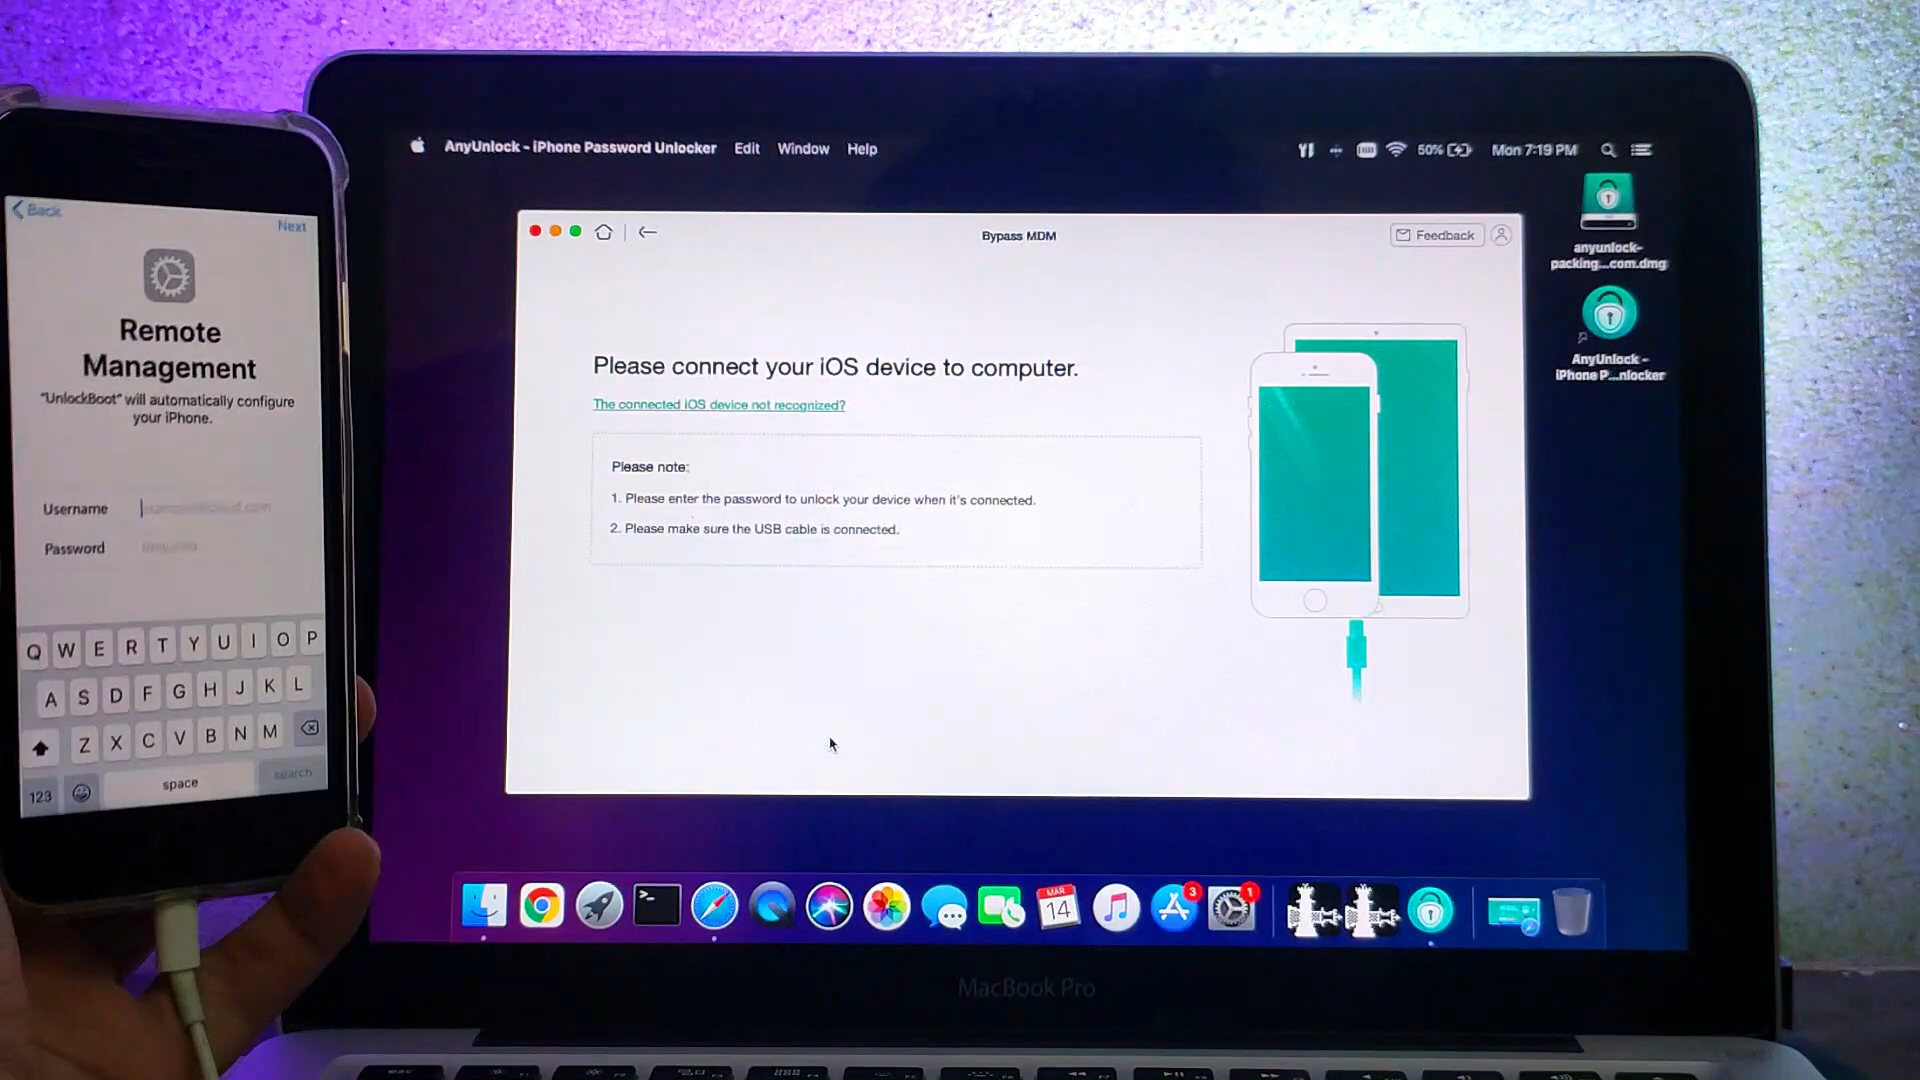 Back
Next
Remote
Management
"UnlockBoot" will automatically configure
your iPhone.
Username
Password
Q W E R T Y U I O P
A S D F G H J K L
Z X C V B N M
123
space
search
AnyUnlock - iPhone Password Unlocker Edit Window Help
50%
Mon 7:19 PM
Bypass MDM
Feedback
Please connect your iOS device to computer.
The connected iOS device not recognized?
Please note:
1. Please enter the password to unlock your device when it's connected.
2. Please make sure the USB cable is connected.
anyunlock-
packing...com.dmg
AnyUnlock -
iPhone P...nlocker
MAR
14
3
1
MacBook Pro